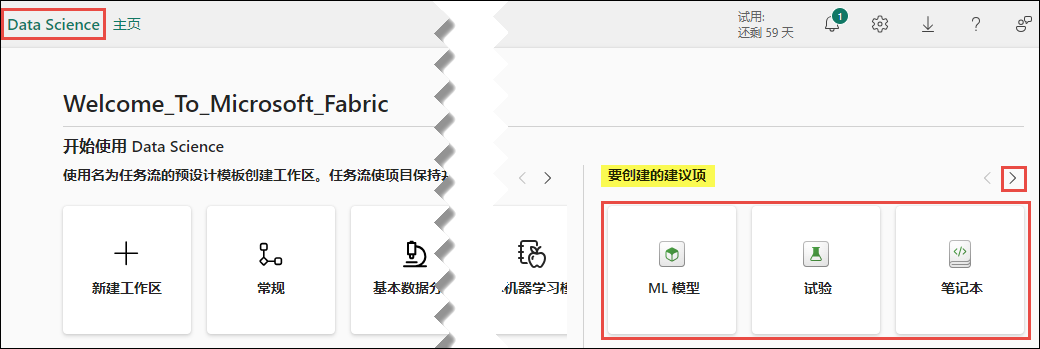 Data Science 主页
试用:
还剩 59 天
1
Welcome_To_Microsoft_Fabric
开始使用 Data Science
使用名为任务流的预设计模板创建工作区。任务流使项目保持
要创建的建议项
新建工作区
常规
基本数据分
.机器学习模
ML 模型
试验
笔记本